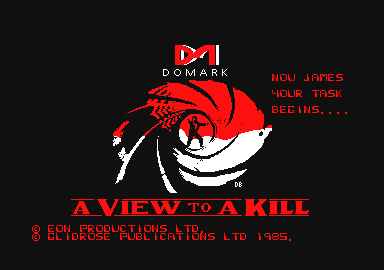 DOMARK
NOW JAMES
YOUR TASK
BEGINS....
DB
A VIEW TO A KILL
© EON PRODUCTIONS LTD.
© GLIDROSE PUBLICATIONS LTD 1985.